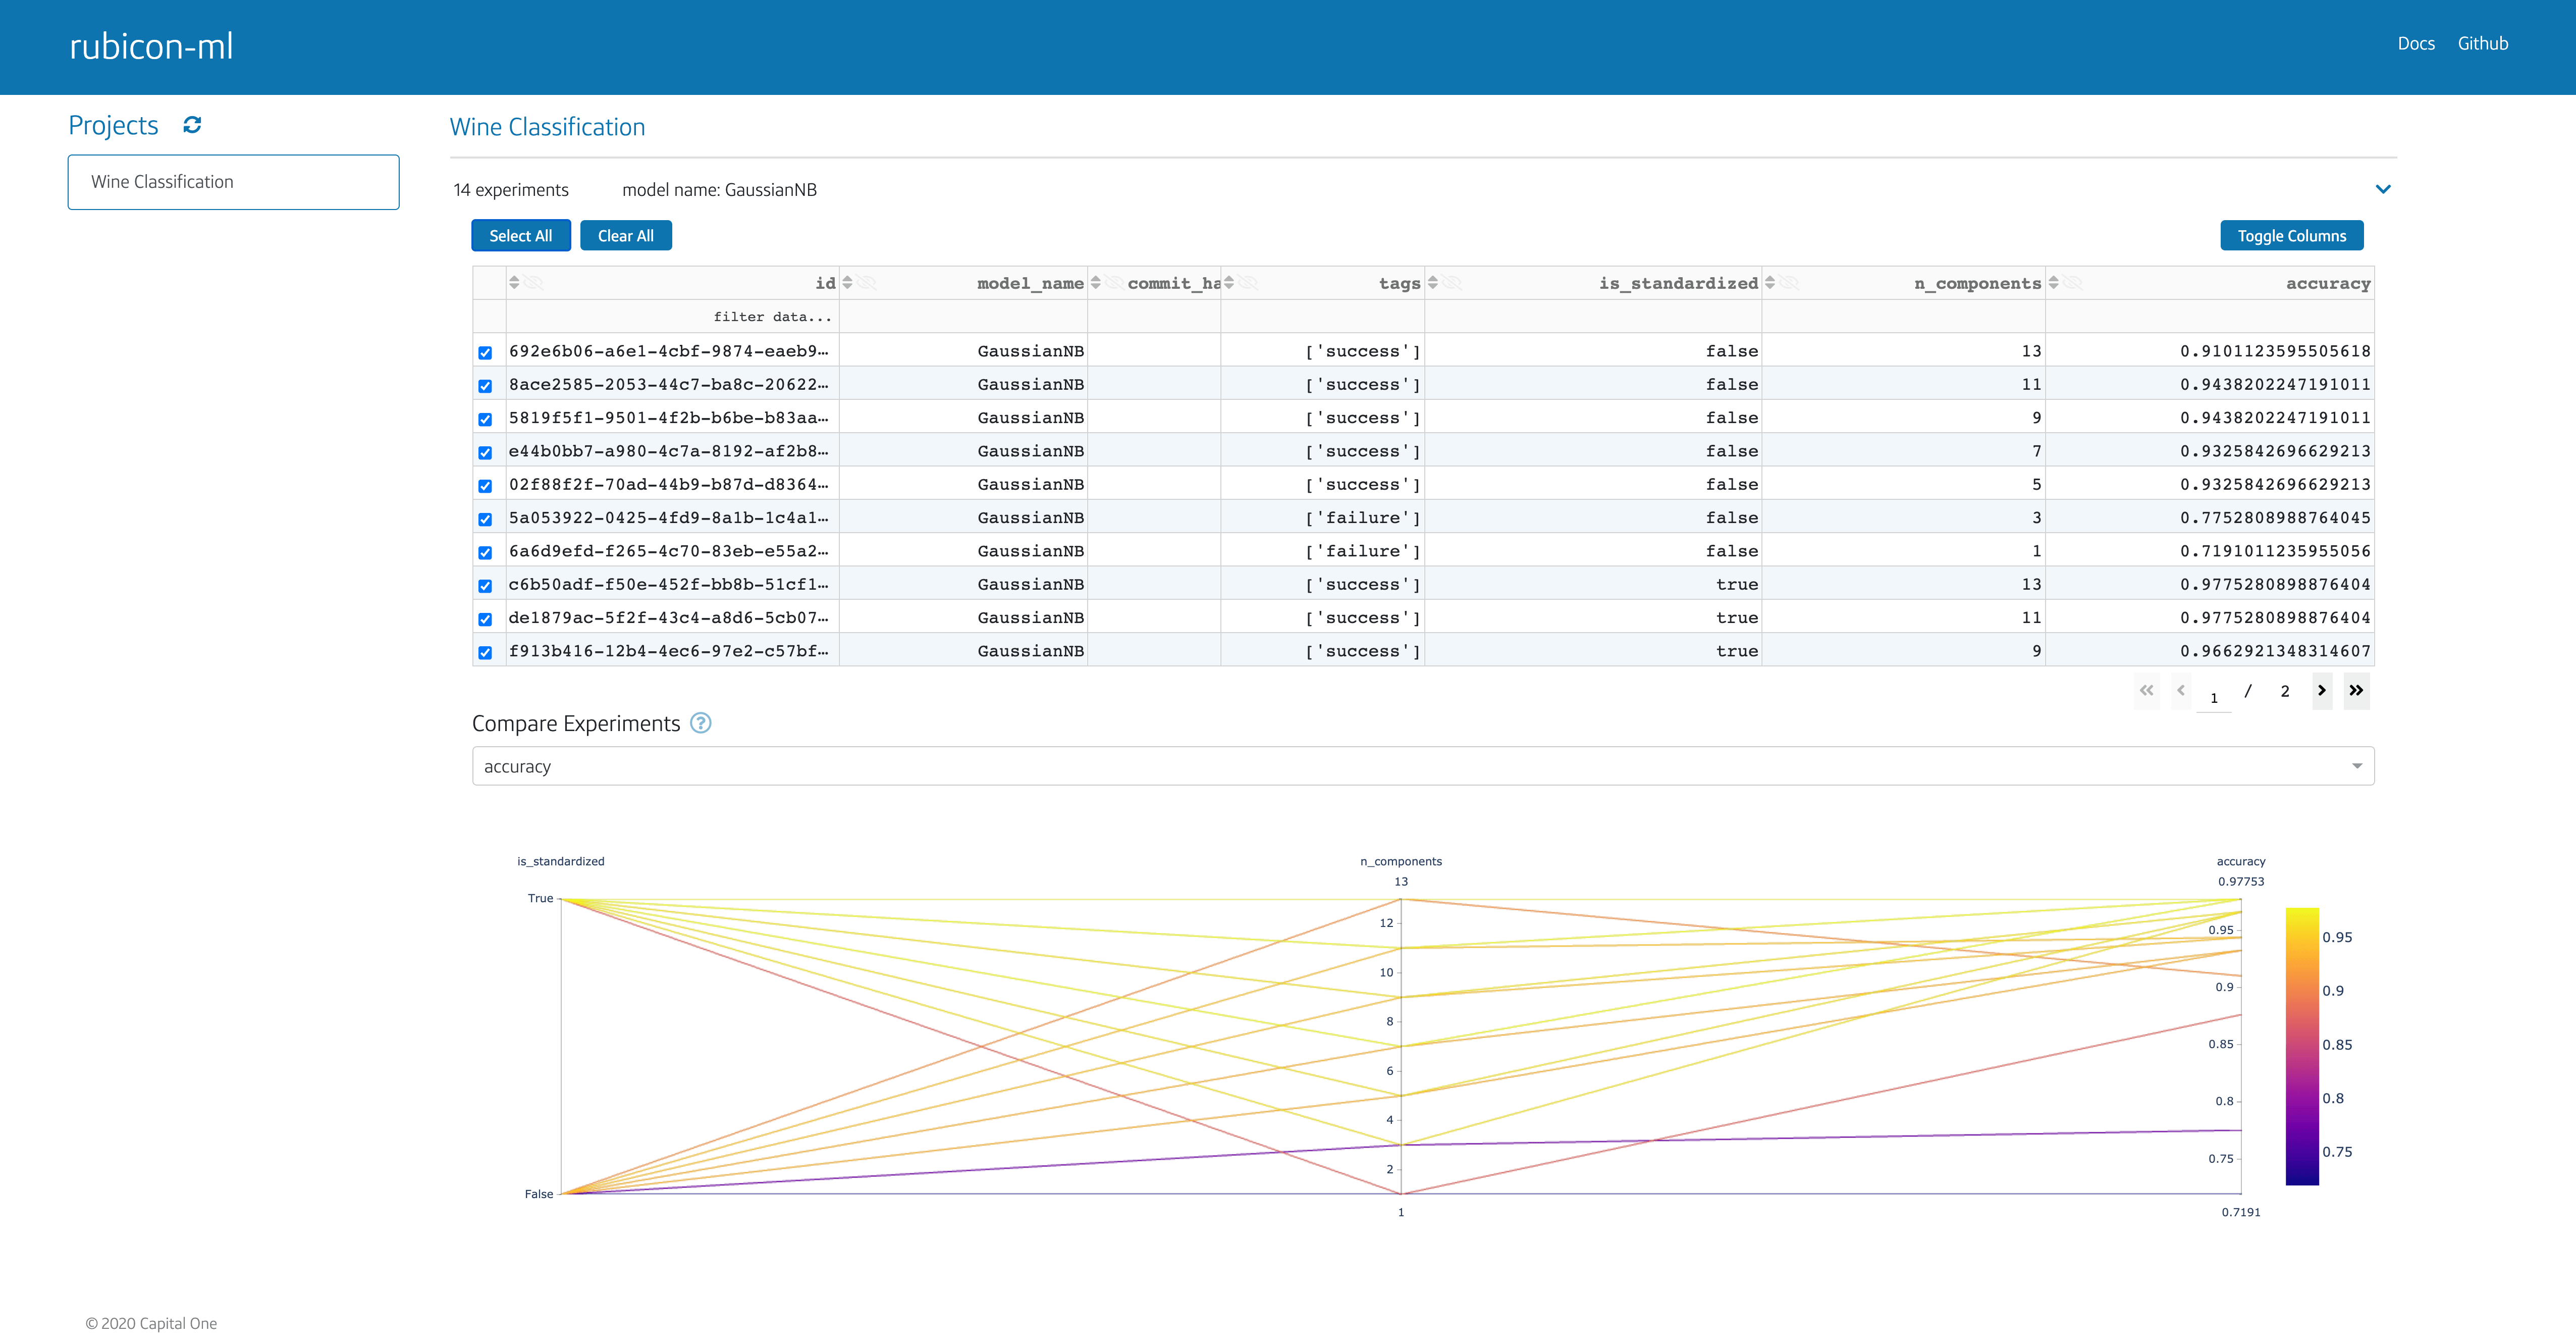 rubicon-ml
Docs Github
Projects
Wine Classification
Wine Classification
14 experiments model name: GaussianNB
Select All Clear All Toggle Columns
id model_name commit_ha tags is_standardized n_components accuracy
filter data...
692e6b06-a6e1-4cbf-9874-eaeb9… GaussianNB ['success'] false 13 0.9101123595505618
8ace2585-2053-44c7-ba8c-20622… GaussianNB ['success'] false 11 0.9438202247191011
5819f5f1-9501-4f2b-b6be-b83aa… GaussianNB ['success'] false 9 0.9438202247191011
e44b0bb7-a980-4c7a-8192-af2b8… GaussianNB ['success'] false 7 0.9325842696629213
02f88f2f-70ad-44b9-b87d-d8364… GaussianNB ['success'] false 5 0.9325842696629213
5a053922-0425-4fd9-8a1b-1c4a1… GaussianNB ['failure'] false 3 0.7752808988764045
6a6d9efd-f265-4c70-83eb-e55a2… GaussianNB ['failure'] false 1 0.7191011235955056
c6b50adf-f50e-452f-bb8b-51cf1… GaussianNB ['success'] true 13 0.9775280898876404
de1879ac-5f2f-43c4-a8d6-5cb07… GaussianNB ['success'] true 11 0.9775280898876404
f913b416-12b4-4ec6-97e2-c57bf… GaussianNB ['success'] true 9 0.9662921348314607
1 / 2
Compare Experiments ?
accuracy
is_standardized n_components accuracy
13 0.97753
True
12
0.95 0.95
10
0.9 0.9
8
0.85 0.85
6
4
0.8 0.8
0.75 0.75
2
False
1 0.7191
© 2020 Capital One